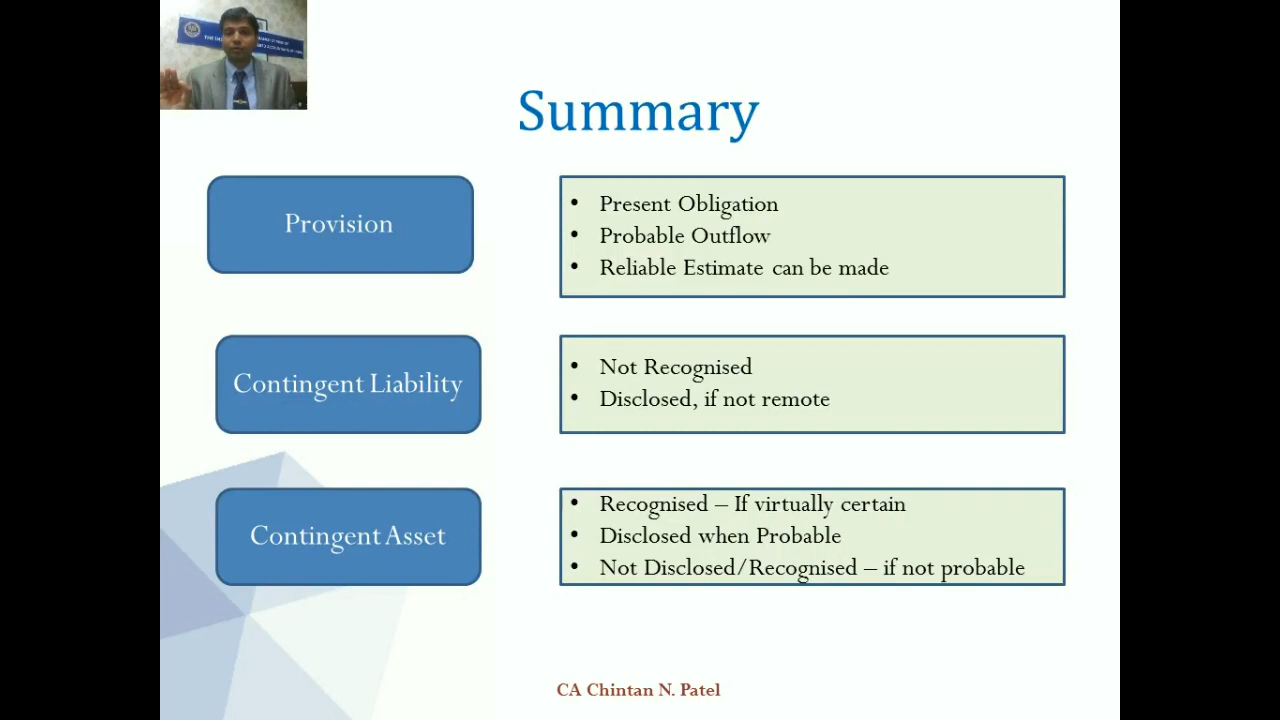 Summary
Provision
• Present Obligation
• Probable Outflow
• Reliable Estimate can be made
Contingent Liability
• Not Recognised
• Disclosed, if not remote
Contingent Asset
• Recognised – If virtually certain
• Disclosed when Probable
• Not Disclosed/Recognised – if not probable
CA Chintan N. Patel